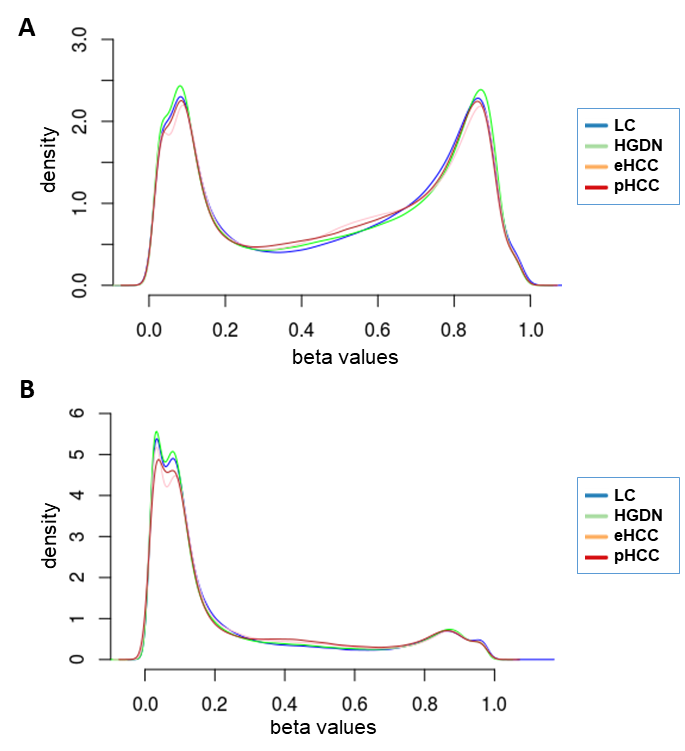 A
3.0
2.0
1.0
0.0
density
0.0 0.2 0.4 0.6 0.8 1.0
beta values
LC
HGDN
eHCC
pHCC
B
6
5
4
3
2
1
0
density
0.0 0.2 0.4 0.6 0.8 1.0
beta values
LC
HGDN
eHCC
pHCC